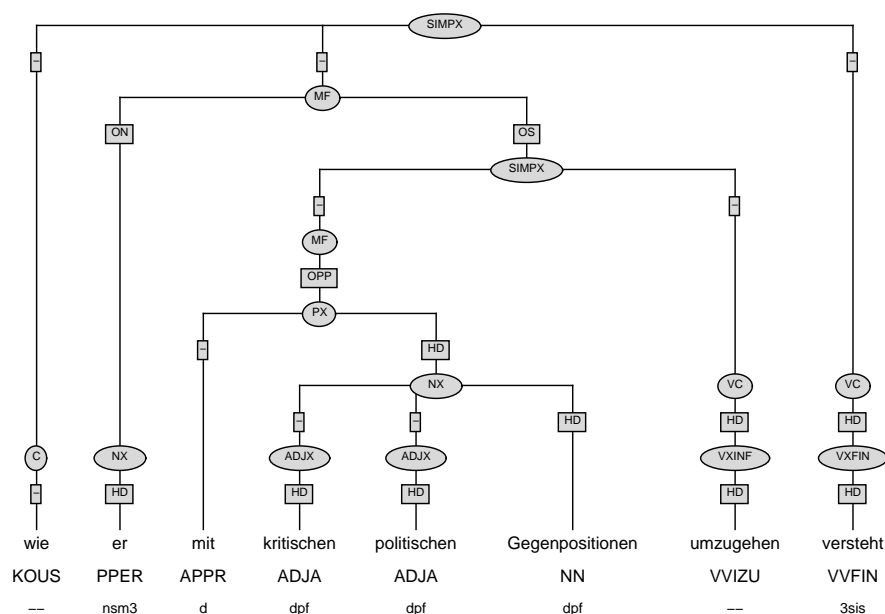 SIMPX
– – –
MF
ON OS
SIMPX
– –
MF
OPP
PX
– HD
NX VC VC
– – HD HD HD
C NX ADJX ADJX VXINF VXFIN
– HD HD HD HD HD
wie er mit kritischen politischen Gegenpositionen umzugehen versteht
KOUS PPER APPR ADJA ADJA NN VVIZU VVFIN
-- nsm3 d dpf dpf dpf -- 3sis